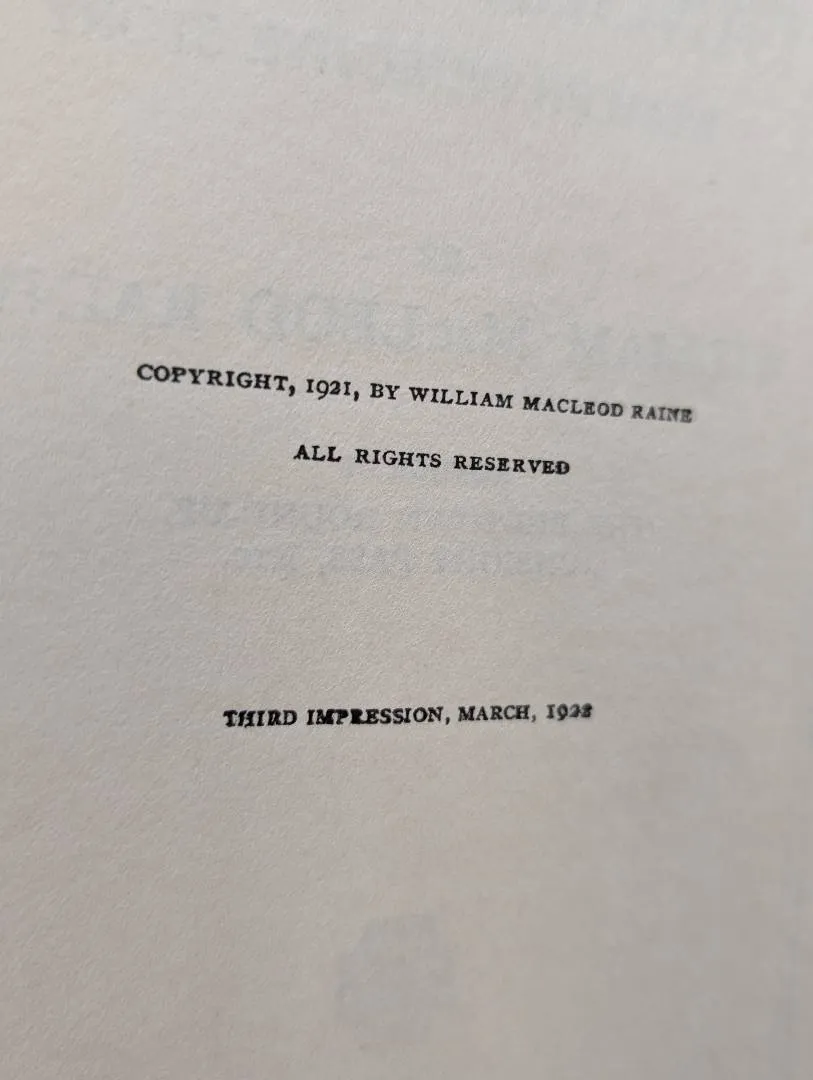 COPYRIGHT, 1921, BY WILLIAM MACLEOD RAINE
ALL RIGHTS RESERVED
THIRD IMPRESSION, MARCH,